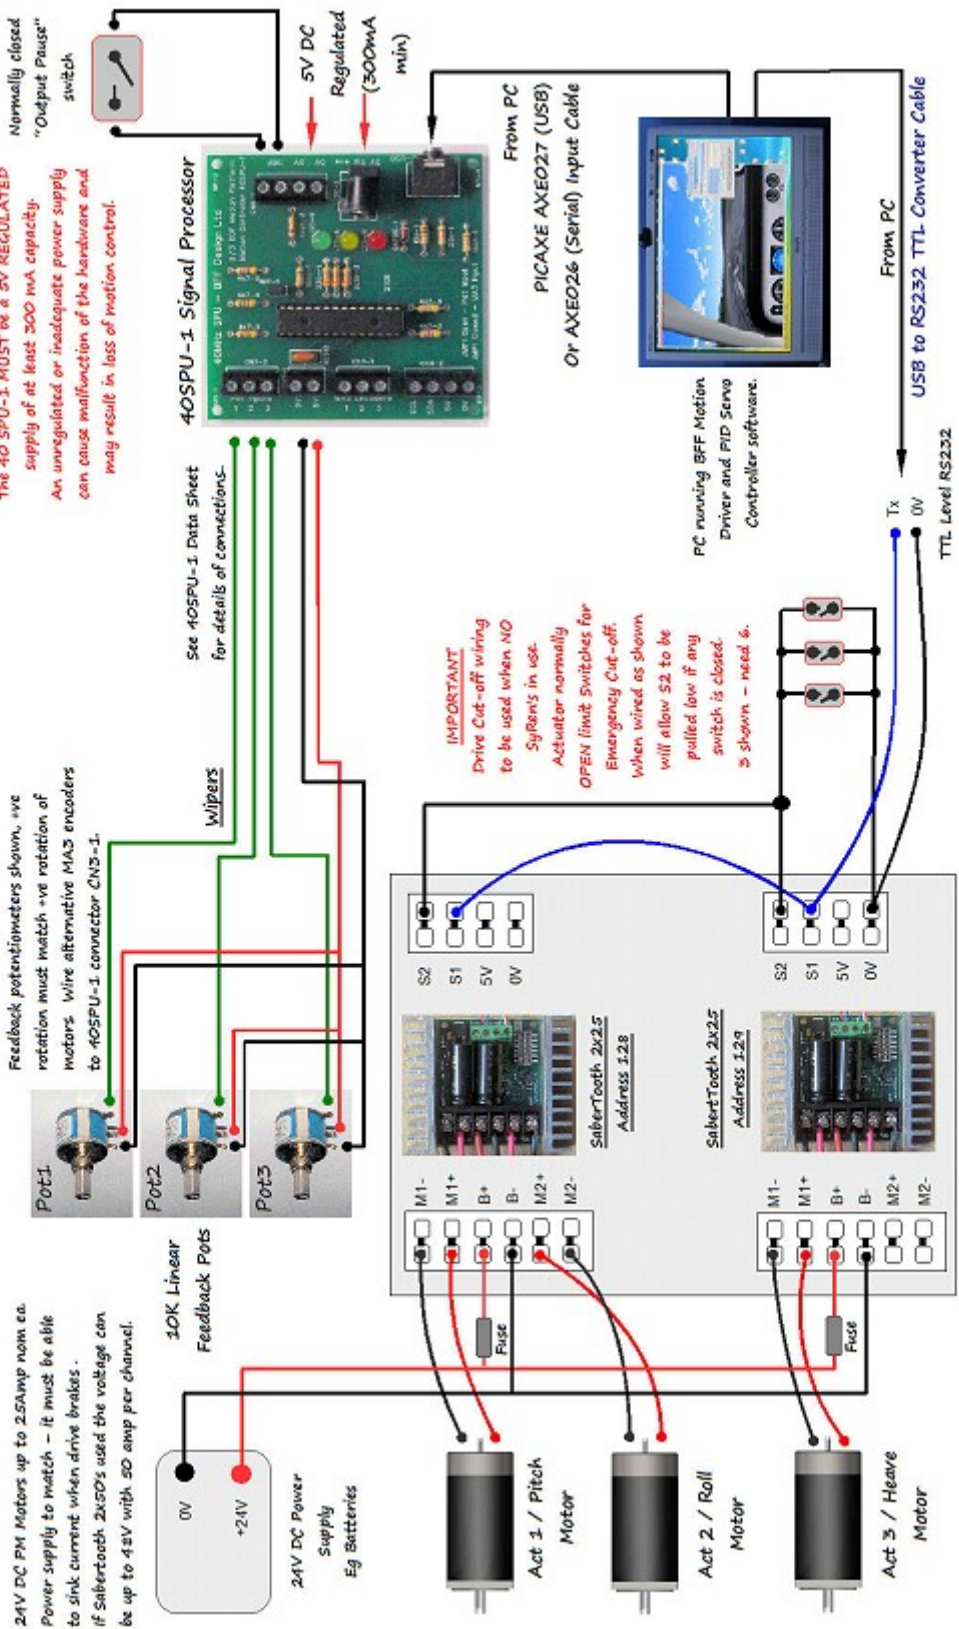 24V DC PM Motors up to 25Amp nom ea.
Power supply to match – it must be able
to sink current when drive brakes.
If Sabertooth 2x50's used the voltage can
be up to 48V with 50 amp per channel.
0V
+24V
24V DC Power
Supply
Eg Batteries
Feedback potentiometers shown, +ve
rotation must match +ve rotation of
motors. Wire alternative MA3 encoders
to 40SPU-1 connector CN3-1.
Pot1
Pot2
Pot3
10K Linear
Feedback Pots
Wipers
See 40SPU-1 Data Sheet
for details of connections
The 40 SPU-1 MUST be a 5V REGULATED
supply of at least 300 mA capacity.
An unregulated or inadequate power supply
can cause malfunction of the hardware and
may result in loss of motion control.
Normally closed
"Output Pause"
switch
40SPU-1 Signal Processor
40MHz SPU – BFF Design Ltd
5V DC
Regulated
(300mA
min)
From PC
PICAXE AXE027 (USB)
Or AXE026 (Serial) Input Cable
PC running BFF Motion
Driver and PID Servo
Controller software.
From PC
USB to RS232 TTL Converter Cable
Tx
0V
TTL Level RS232
IMPORTANT
Drive Cut-off wiring
to be used when NO
SyRen's in use.
Actuator normally
OPEN limit switches for
Emergency Cut-off.
When wired as shown
will allow S2 to be
pulled low if any
switch is closed.
3 shown – need 6.
S2
S1
5V
0V
SaberTooth 2x25
Address 128
M1-
M1+
B+
B-
M2+
M2-
Fuse
S2
S1
5V
0V
SabertTooth 2x25
Address 129
M1-
M1+
B+
B-
M2+
M2-
Fuse
Act 1 / Pitch
Motor
Act 2 / Roll
Motor
Act 3 / Heave
Motor